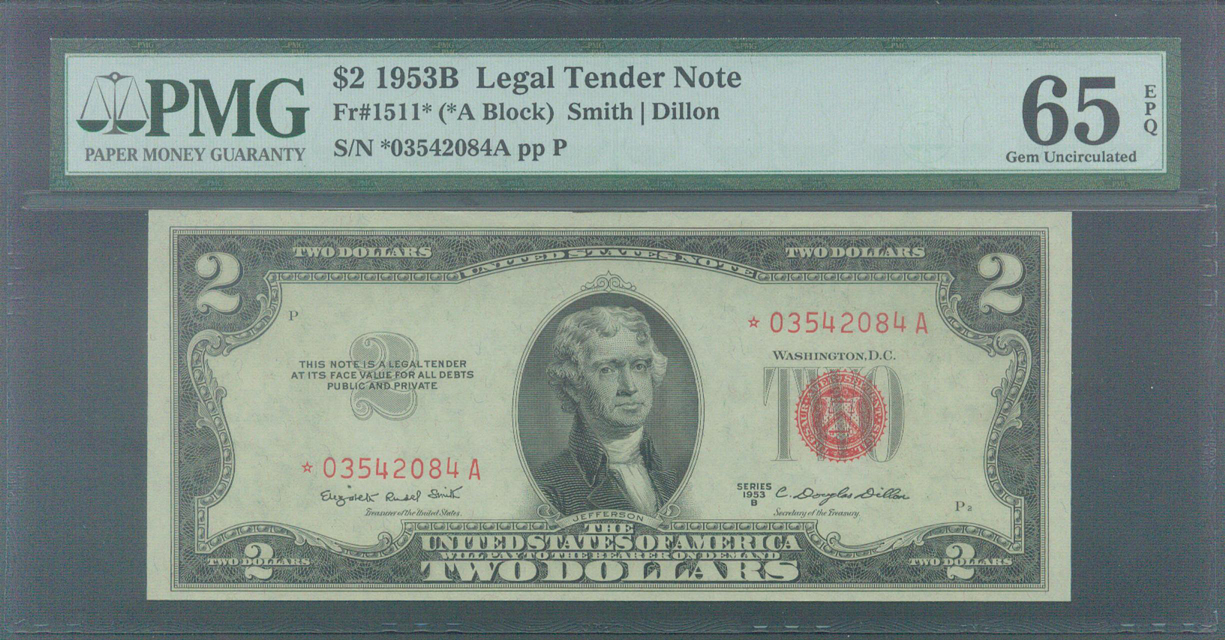 PMG
PAPER MONEY GUARANTY
$2 1953B Legal Tender Note
Fr#1511* (*A Block) Smith | Dillon
S/N *03542084A pp P
65
EPQ
Gem Uncirculated
2
TWO DOLLARS
UNITED STATES NOTE
TWO DOLLARS
2
P
☆ 03542084 A
WASHINGTON, D.C.
2
THIS NOTE IS A LEGAL TENDER
AT ITS FACE VALUE FOR ALL DEBTS
PUBLIC AND PRIVATE
TWO
☆ 03542084 A
Elizabeth Rudel Smith
Treasurer of the United States.
SERIES
1953
B
C. Douglas Dillon
Secretary of the Treasury.
P 2
JEFFERSON
THE
UNITED STATES OF AMERICA
WILL PAY TO THE BEARER ON DEMAND
TWO DOLLARS
2
TWO DOLLARS
2
TWO DOLLARS